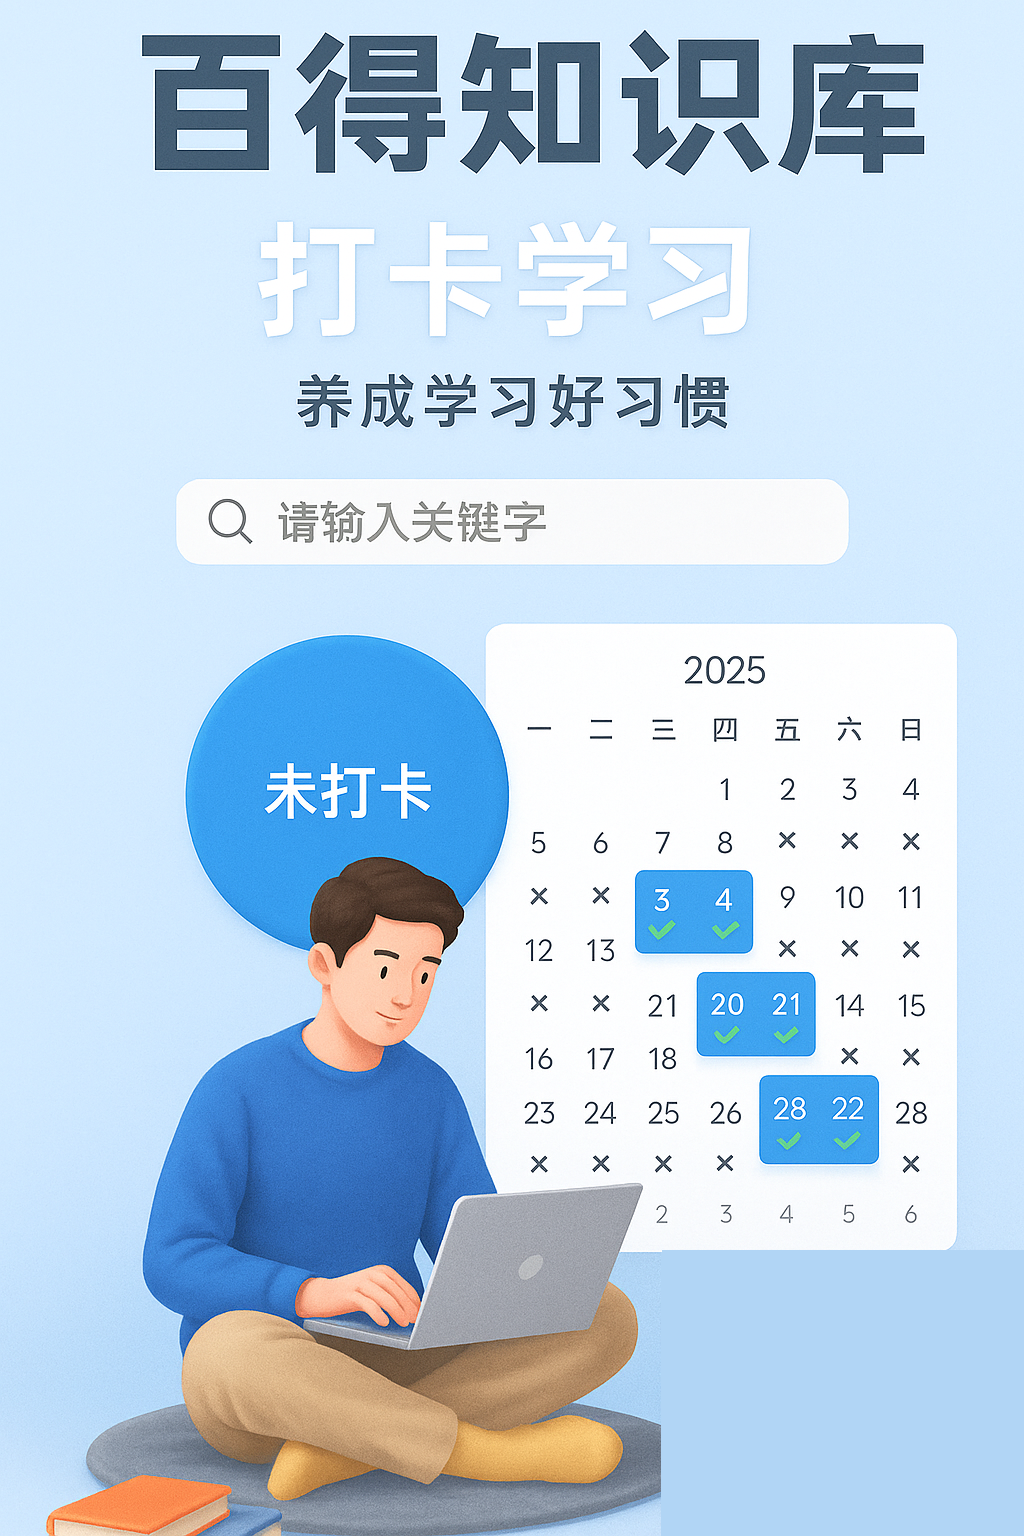 百得知识库
打卡学习
养成学习好习惯
请输入关键字
未打卡
2025
一 二 三 四 五 六 日
1 2 3 4
5 6 7 8 × × ×
× × 3 4 9 10 11
12 13 × × ×
× × 21 20 21 14 15
16 17 18 × ×
23 24 25 26 28 22 28
× × × × ×
2 3 4 5 6